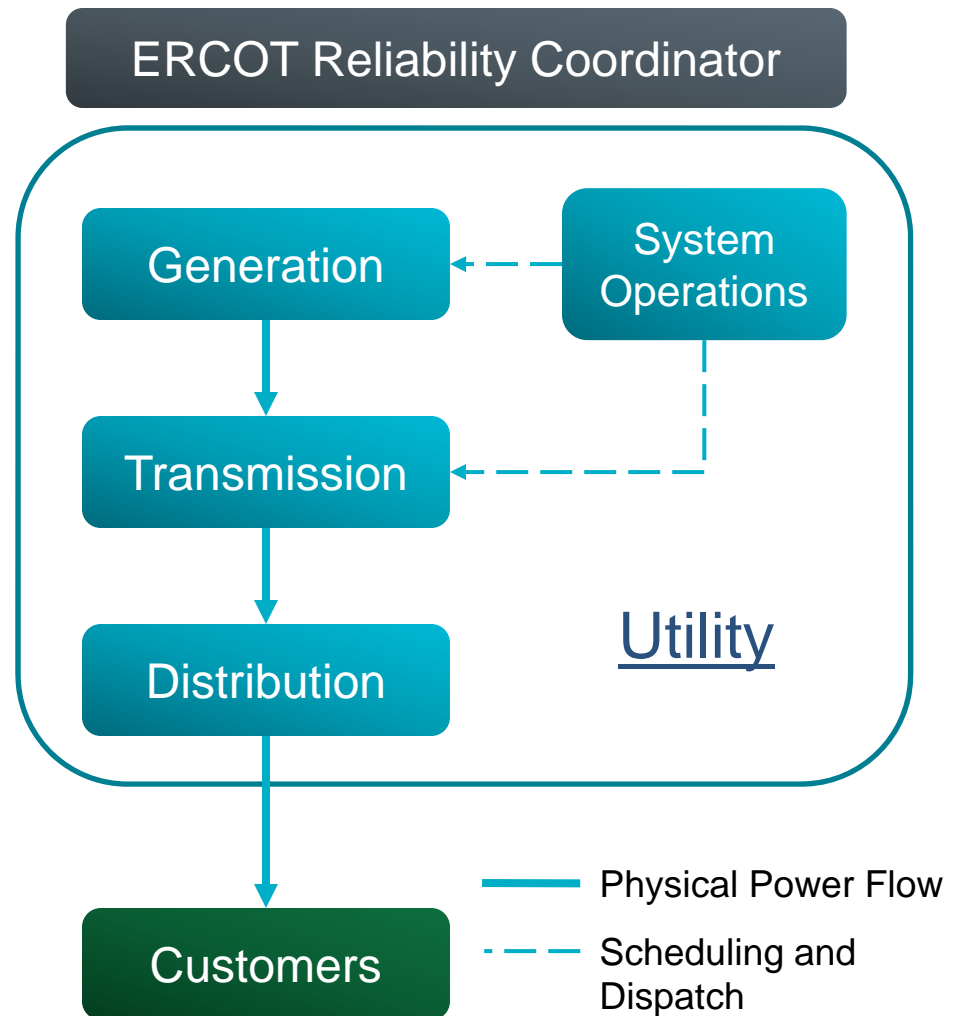 ERCOT Reliability Coordinator
Generation
System
Operations
Transmission
Distribution
Utility
Customers
Physical Power Flow
Scheduling and
Dispatch